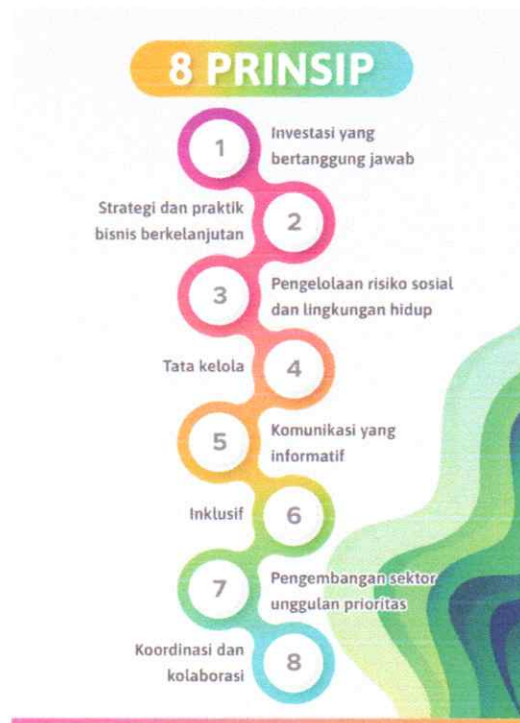 8 PRINSIP
1
Investasi yang
bertanggung jawab
Strategi dan praktik
bisnis berkelanjutan
2
3
Pengelolaan risiko sosial
dan lingkungan hidup
Tata kelola
4
5
Komunikasi yang
informatif
Inklusif
6
7
Pengembangan sektor
unggulan prioritas
Koordinasi dan
kolaborasi
8